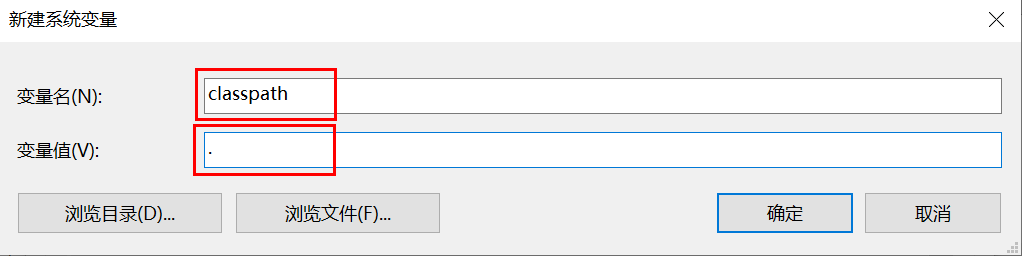 新建系统变量
变量名(N): classpath
变量值(V): .
浏览目录(D)... 浏览文件(F)... 确定 取消